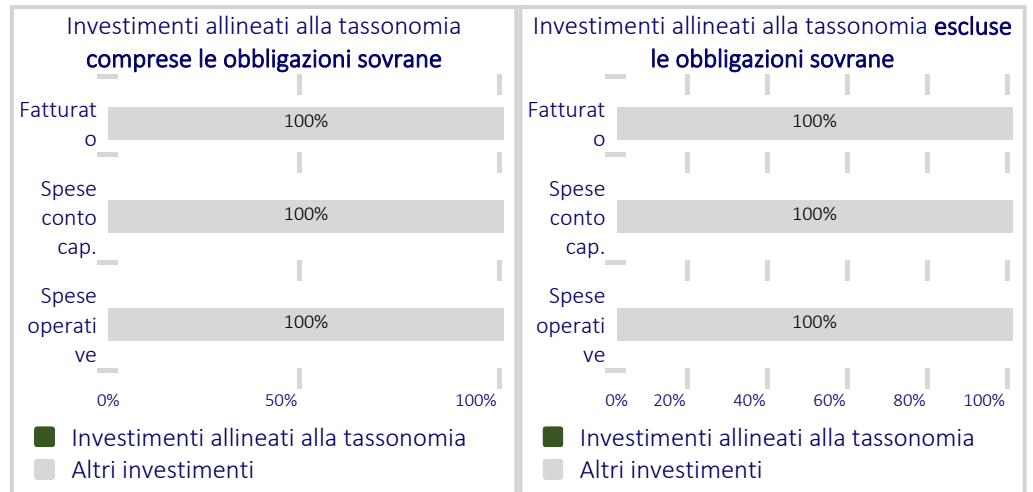 Investimenti allineati alla tassonomia
comprese le obbligazioni sovrane
Fatturat
o
100%
Spese
conto
cap.
100%
Spese
operati
ve
100%
0% 50% 100%
Investimenti allineati alla tassonomia
Altri investimenti
Investimenti allineati alla tassonomia escluse
le obbligazioni sovrane
Fatturat
o
100%
Spese
conto
cap.
100%
Spese
operati
ve
100%
0% 20% 40% 60% 80% 100%
Investimenti allineati alla tassonomia
Altri investimenti